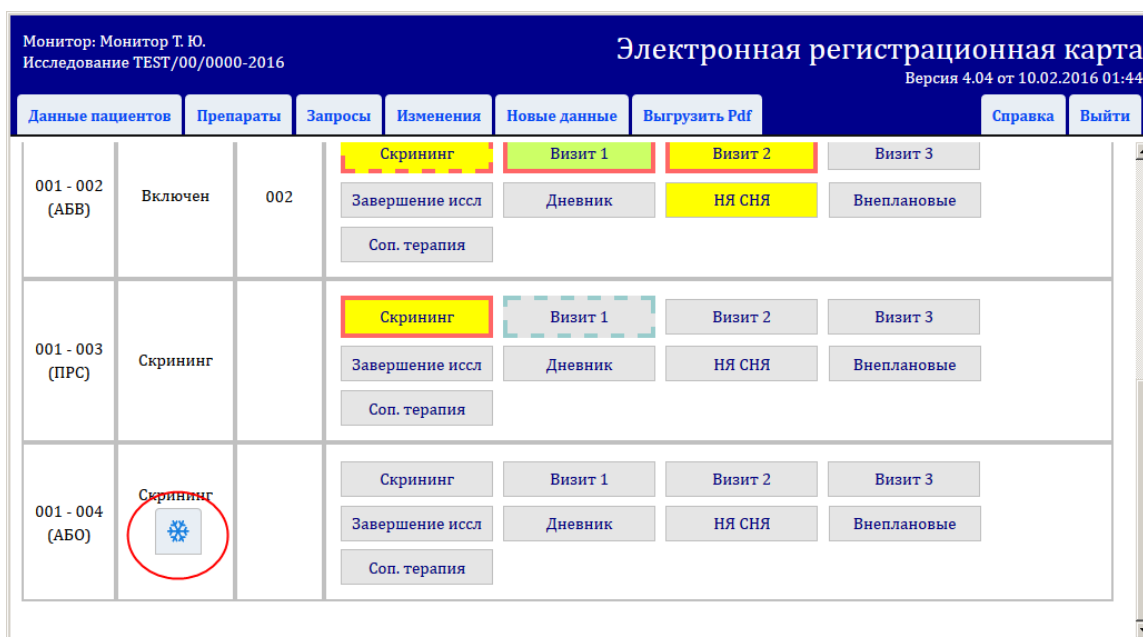 Монитор: Монитор Т. Ю.
Исследование TEST/00/0000-2016
Электронная регистрационная карта
Версия 4.04 от 10.02.2016 01:44
Данные пациентов Препараты Запросы Изменения Новые данные Выгрузить Pdf Справка Выйти
Скрининг Визит 1 Визит 2 Визит 3
001 - 002
(АБВ)
Включен 002
Завершение иссл Дневник НЯ СНЯ Внеплановые
Соп. терапия
Скрининг Визит 1 Визит 2 Визит 3
001 - 003
(ПРС)
Скрининг
Завершение иссл Дневник НЯ СНЯ Внеплановые
Соп. терапия
Скрининг Визит 1 Визит 2 Визит 3
001 - 004
(АБО)
Скрининг
Завершение иссл Дневник НЯ СНЯ Внеплановые
Соп. терапия